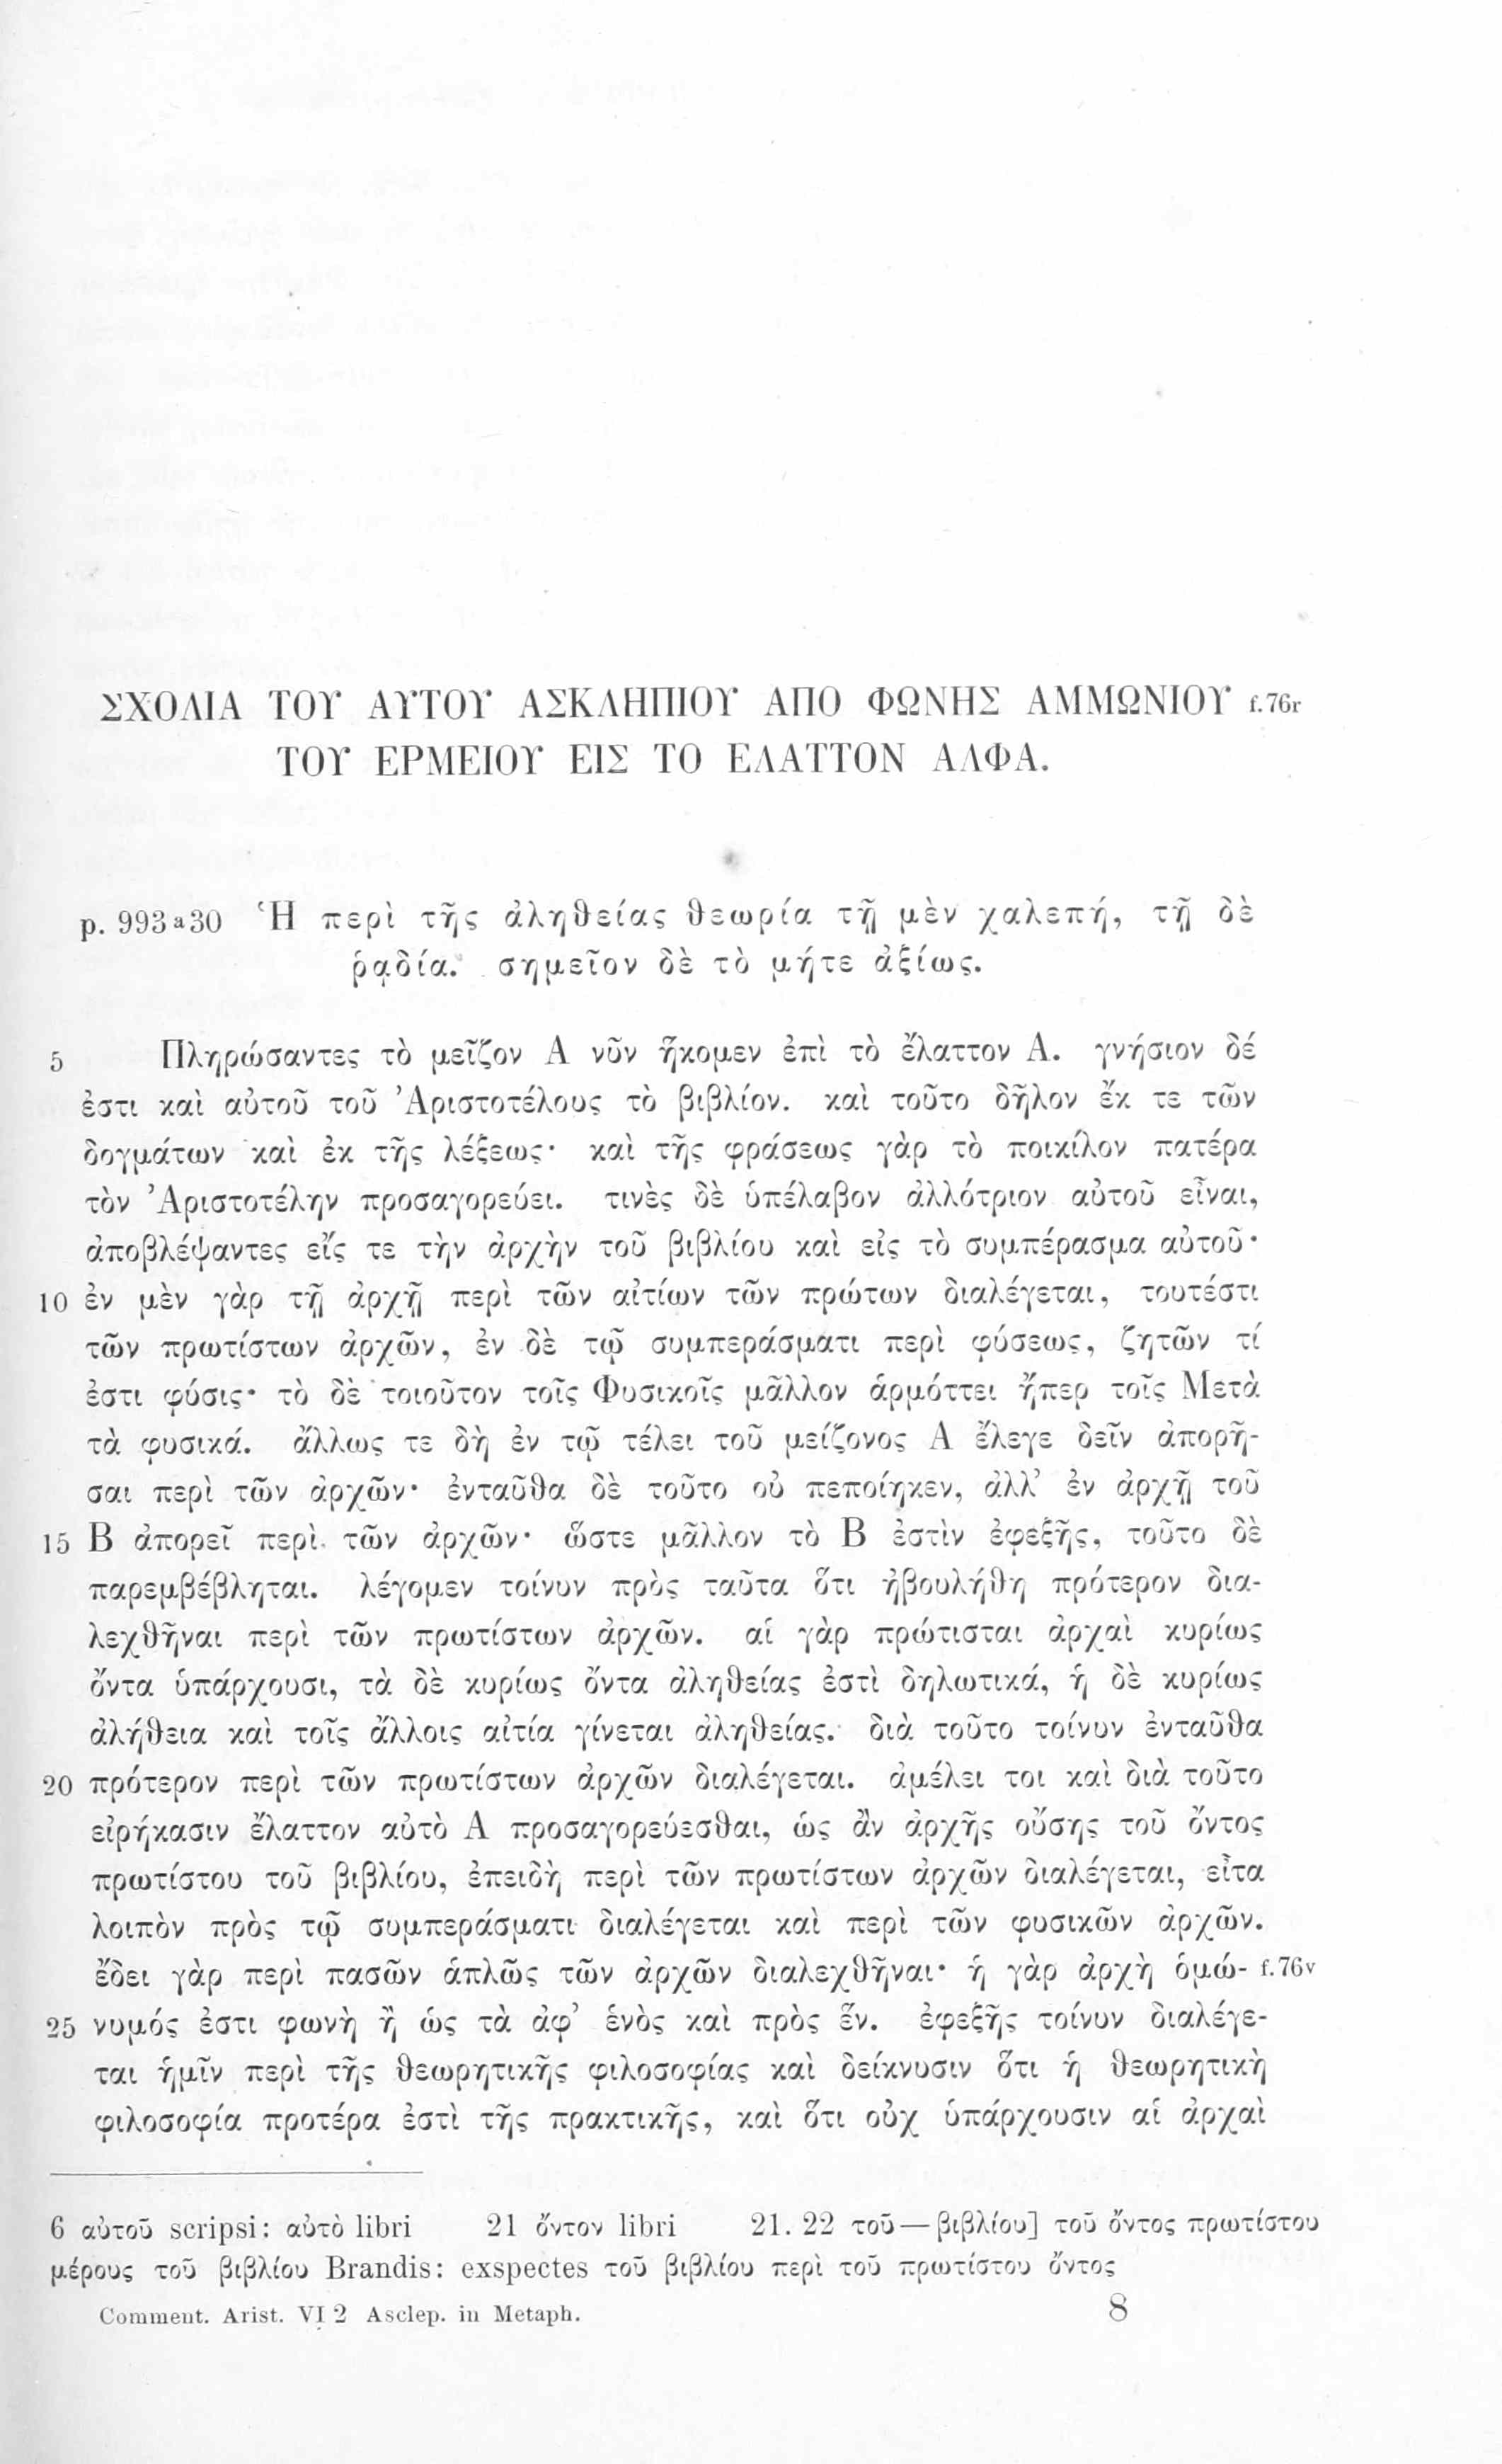 ΣΧΟΛΙΑ ΤΟΥ ΑΥΤΟΥ ΑΣΚΛΗΠΙΟΥ ΑΠΟ ΦΩΝΗΣ ΑΜΜΩΝΙΟΥ f.76r
ΤΟΥ ΕΡΜΕΙΟΥ ΕΙΣ ΤΟ ΕΛΑΤΤΟΝ ΑΛΦΑ.
p. 993a30 Ἡ περὶ τῆς ἀληθείας θεωρία τῇ μὲν χαλεπή, τῇ δὲ
ῥᾳδία. σημεῖον δὲ τὸ μήτε ἀξίως.
5 Πληρώσαντες τὸ μεῖζον Α νῦν ἥκομεν ἐπὶ τὸ ἔλαττον Α. γνήσιον δέ
ἐστι καὶ αὐτοῦ τοῦ Ἀριστοτέλους τὸ βιβλίον. καὶ τοῦτο δῆλον ἔκ τε τῶν
δογμάτων καὶ ἐκ τῆς λέξεως· καὶ τῆς φράσεως γὰρ τὸ ποικίλον πατέρα
τὸν Ἀριστοτέλην προσαγορεύει. τινὲς δὲ ὑπέλαβον ἀλλότριον αὐτοῦ εἶναι,
ἀποβλέψαντες εἴς τε τὴν ἀρχὴν τοῦ βιβλίου καὶ εἰς τὸ συμπέρασμα αὐτοῦ·
10 ἐν μὲν γὰρ τῇ ἀρχῇ περὶ τῶν αἰτίων τῶν πρώτων διαλέγεται, τουτέστι
τῶν πρωτίστων ἀρχῶν, ἐν δὲ τῷ συμπεράσματι περὶ φύσεως, ζητῶν τί
ἐστι φύσις· τὸ δὲ τοιοῦτον τοῖς Φυσικοῖς μᾶλλον ἁρμόττει ἤπερ τοῖς Μετὰ
τὰ φυσικά. ἄλλως τε δὴ ἐν τῷ τέλει τοῦ μείζονος Α ἔλεγε δεῖν ἀπορῆ-
σαι περὶ τῶν ἀρχῶν· ἐνταῦθα δὲ τοῦτο οὐ πεποίηκεν, ἀλλ’ ἐν ἀρχῇ τοῦ
15 Β ἀπορεῖ περὶ τῶν ἀρχῶν· ὥστε μᾶλλον τὸ Β ἐστὶν ἐφεξῆς, τοῦτο δὲ
παρεμβέβληται. λέγομεν τοίνυν πρὸς ταῦτα ὅτι ἠβουλήθη πρότερον δια-
λεχθῆναι περὶ τῶν πρωτίστων ἀρχῶν. αἱ γὰρ πρώτισται ἀρχαὶ κυρίως
ὄντα ὑπάρχουσι, τὰ δὲ κυρίως ὄντα ἀληθείας ἐστὶ δηλωτικά, ἡ δὲ κυρίως
ἀλήθεια καὶ τοῖς ἄλλοις αἰτία γίνεται ἀληθείας. διὰ τοῦτο τοίνυν ἐνταῦθα
20 πρότερον περὶ τῶν πρωτίστων ἀρχῶν διαλέγεται. ἀμέλει τοι καὶ διὰ τοῦτο
εἰρήκασιν ἔλαττον αὐτὸ Α προσαγορεύεσθαι, ὡς ἂν ἀρχῆς οὔσης τοῦ ὄντος
πρωτίστου τοῦ βιβλίου, ἐπειδὴ περὶ τῶν πρωτίστων ἀρχῶν διαλέγεται, εἶτα
λοιπὸν πρὸς τῷ συμπεράσματι διαλέγεται καὶ περὶ τῶν φυσικῶν ἀρχῶν.
ἔδει γὰρ περὶ πασῶν ἁπλῶς τῶν ἀρχῶν διαλεχθῆναι· ἡ γὰρ ἀρχὴ ὁμώ- f.76v
25 νυμός ἐστι φωνὴ ἢ ὡς τὰ ἀφ’ ἑνὸς καὶ πρὸς ἕν. ἐφεξῆς τοίνυν διαλέγε-
ται ἡμῖν περὶ τῆς θεωρητικῆς φιλοσοφίας καὶ δείκνυσιν ὅτι ἡ θεωρητικὴ
φιλοσοφία προτέρα ἐστὶ τῆς πρακτικῆς, καὶ ὅτι οὐχ ὑπάρχουσιν αἱ ἀρχαὶ
6 αὐτοῦ scripsi: αὐτὸ libri 21 ὄντον libri 21. 22 τοῦ — βιβλίου] τοῦ ὄντος πρωτίστου
μέρους τοῦ βιβλίου Brandis: exspectes τοῦ βιβλίου περὶ τοῦ πρωτίστου ὄντος
Comment. Arist. VI 2 Asclep. in Metaph. 8